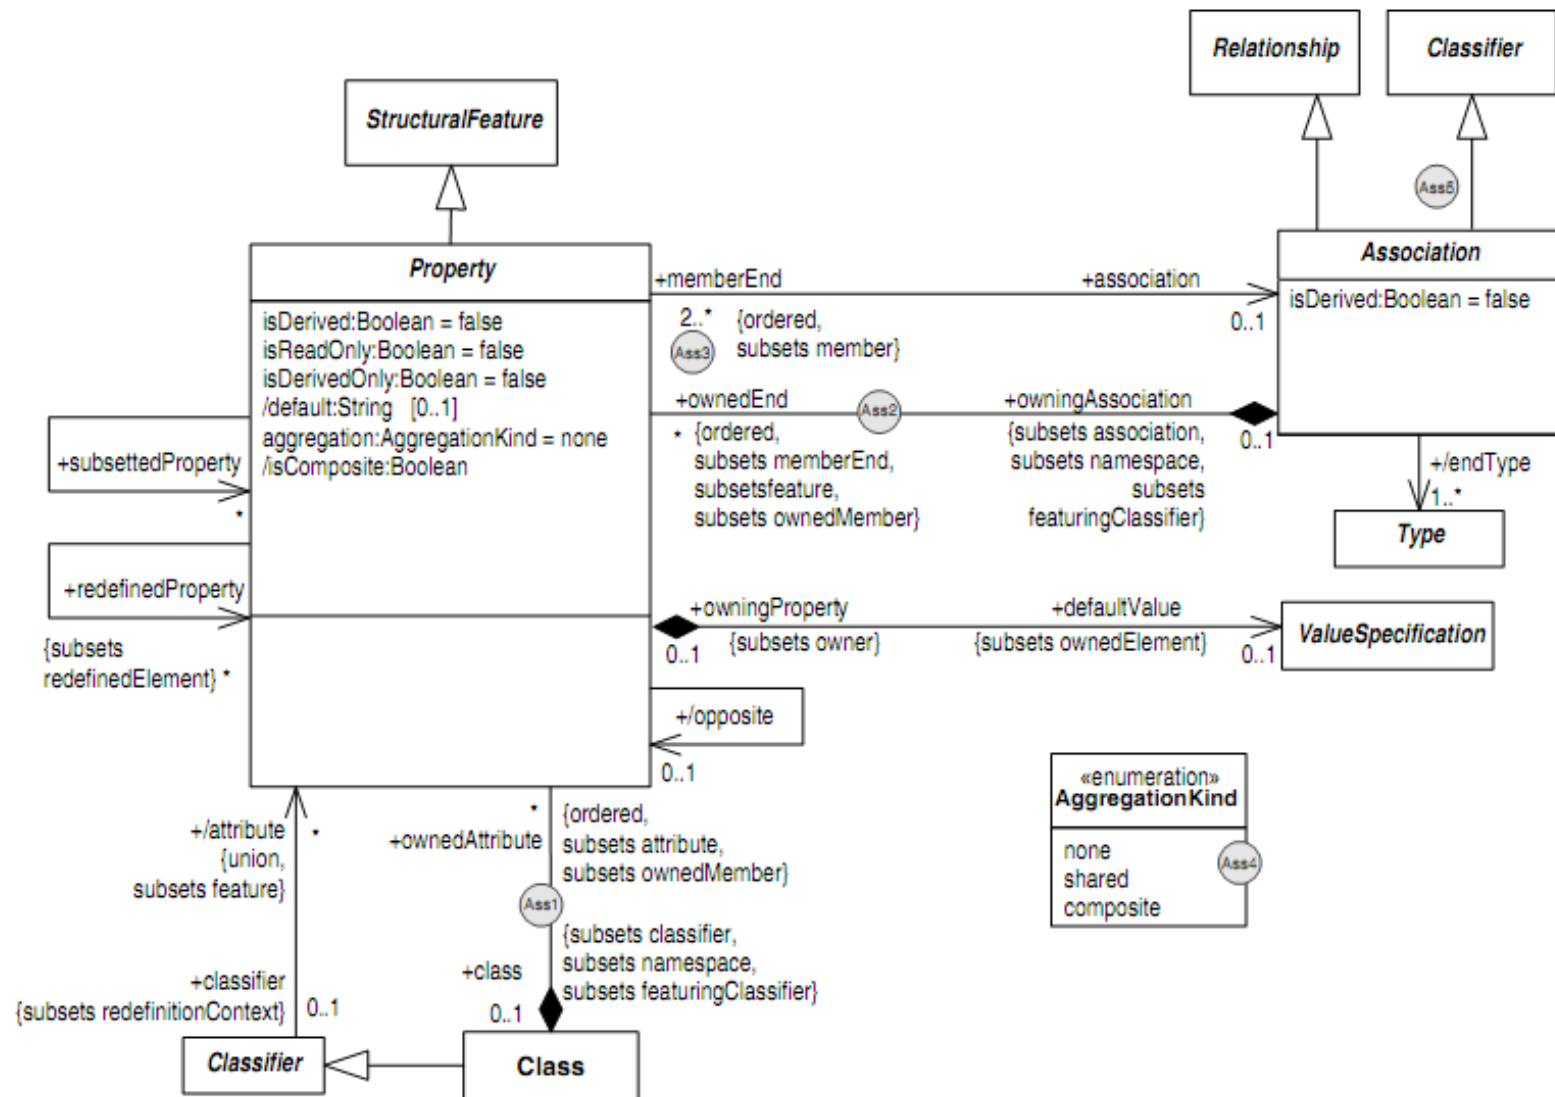 Relationship
Classifier
StructuralFeature
Ass5
Property
isDerived:Boolean = false
isReadOnly:Boolean = false
isDerivedOnly:Boolean = false
/default:String [0..1]
aggregation:AggregationKind = none
/isComposite:Boolean
Association
isDerived:Boolean = false
+memberEnd
+association
2..*
{ordered,
subsets member}
0..1
Ass3
+ownedEnd
Ass2
+owningAssociation
* {ordered,
subsets memberEnd,
subsetsfeature,
subsets ownedMember}
{subsets association,
subsets namespace,
subsets
featuringClassifier}
0..1
+/endType
1..*
Type
+subsettedProperty
*
+redefinedProperty
{subsets
redefinedElement} *
+owningProperty
+defaultValue
0..1
{subsets owner}
{subsets ownedElement}
0..1
ValueSpecification
+/opposite
0..1
«enumeration»
AggregationKind
none
shared
composite
Ass4
+/attribute
*
{union,
subsets feature}
*
+ownedAttribute
{ordered,
subsets attribute,
subsets ownedMember}
Ass1
{subsets classifier,
subsets namespace,
subsets featuringClassifier}
+class
0..1
+classifier
{subsets redefinitionContext}
0..1
Classifier
Class